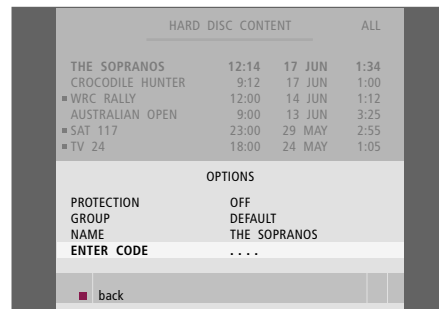 HARD DISC CONTENT ALL
THE SOPRANOS 12:14 17 JUN 1:34
CROCODILE HUNTER 9:12 17 JUN 1:00
WRC RALLY 12:00 14 JUN 1:12
AUSTRALIAN OPEN 9:00 13 JUN 3:25
SAT 117 23:00 29 MAY 2:55
TV 24 18:00 24 MAY 1:05
OPTIONS
PROTECTION OFF
GROUP DEFAULT
NAME THE SOPRANOS
ENTER CODE ....
back